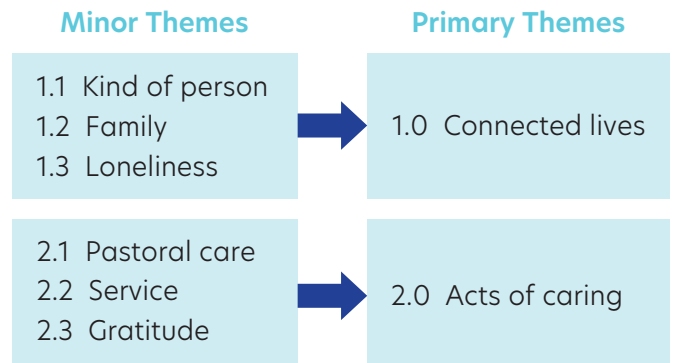 Minor Themes
Primary Themes
1.1 Kind of person
1.2 Family
1.3 Loneliness
1.0 Connected lives
2.1 Pastoral care
2.2 Service
2.3 Gratitude
2.0 Acts of caring